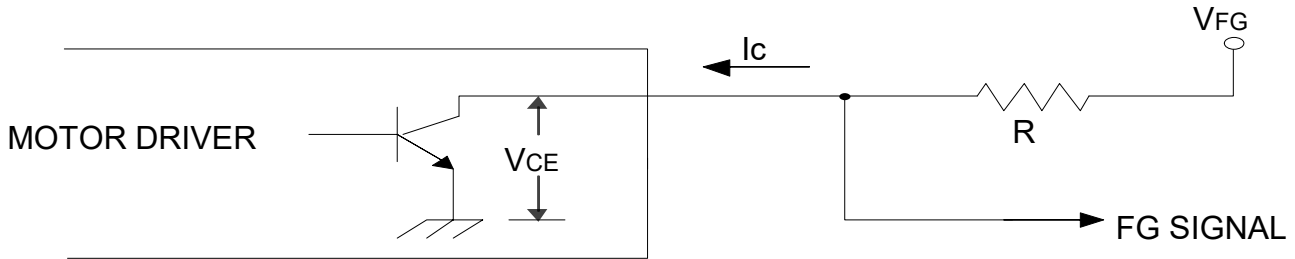 VFG
Ic
R
MOTOR DRIVER
VCE
FG SIGNAL